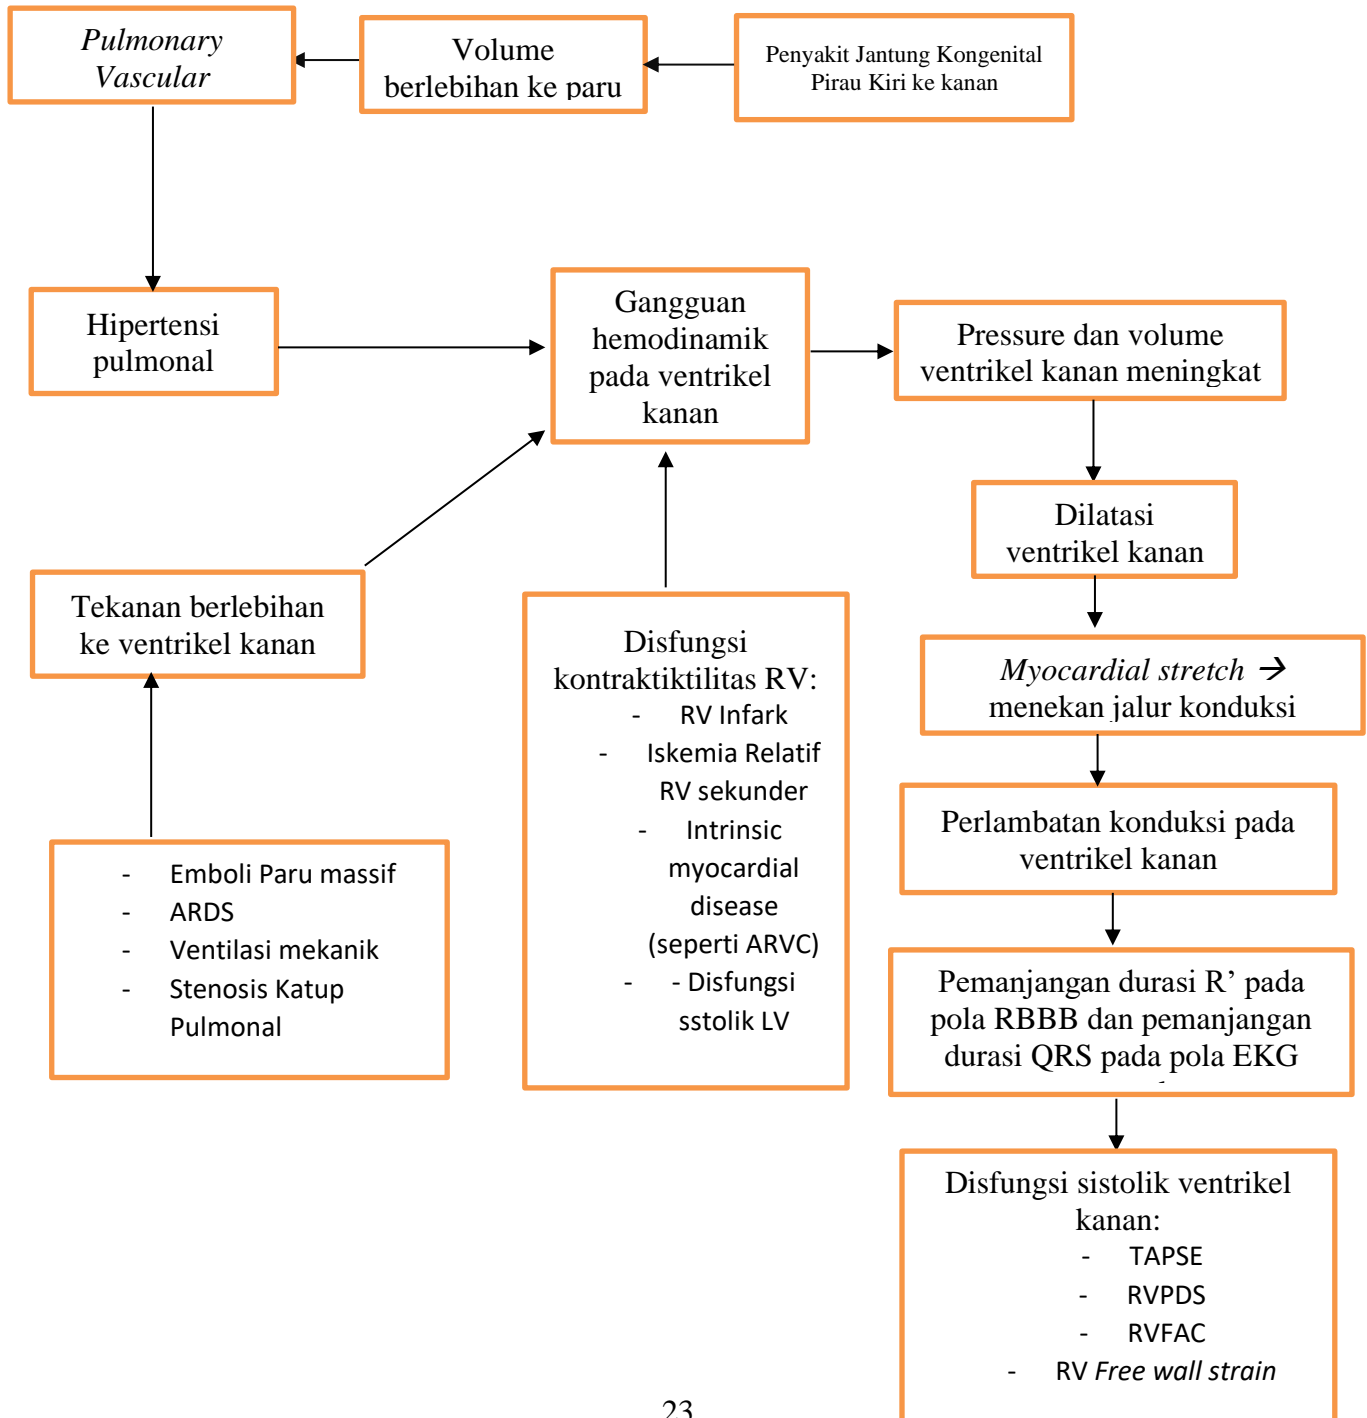 Pulmonary
Vascular
Volume
berlebihan ke paru
Penyakit Jantung Kongenital
Pirau Kiri ke kanan
Hipertensi
pulmonal
Gangguan
hemodinamik
pada ventrikel
kanan
Pressure dan volume
ventrikel kanan meningkat
Dilatasi
ventrikel kanan
Tekanan berlebihan
ke ventrikel kanan
Disfungsi
kontraktiktilitas RV:
- RV Infark
- Iskemia Relatif
RV sekunder
- Intrinsic
myocardial
disease
(seperti ARVC)
- - Disfungsi
sstolik LV
Myocardial stretch →
menekan jalur konduksi
Perlambatan konduksi pada
ventrikel kanan
- Emboli Paru massif
- ARDS
- Ventilasi mekanik
- Stenosis Katup
Pulmonal
Pemanjangan durasi R’ pada
pola RBBB dan pemanjangan
durasi QRS pada pola EKG
Disfungsi sistolik ventrikel
kanan:
- TAPSE
- RVPDS
- RVFAC
- RV Free wall strain
23